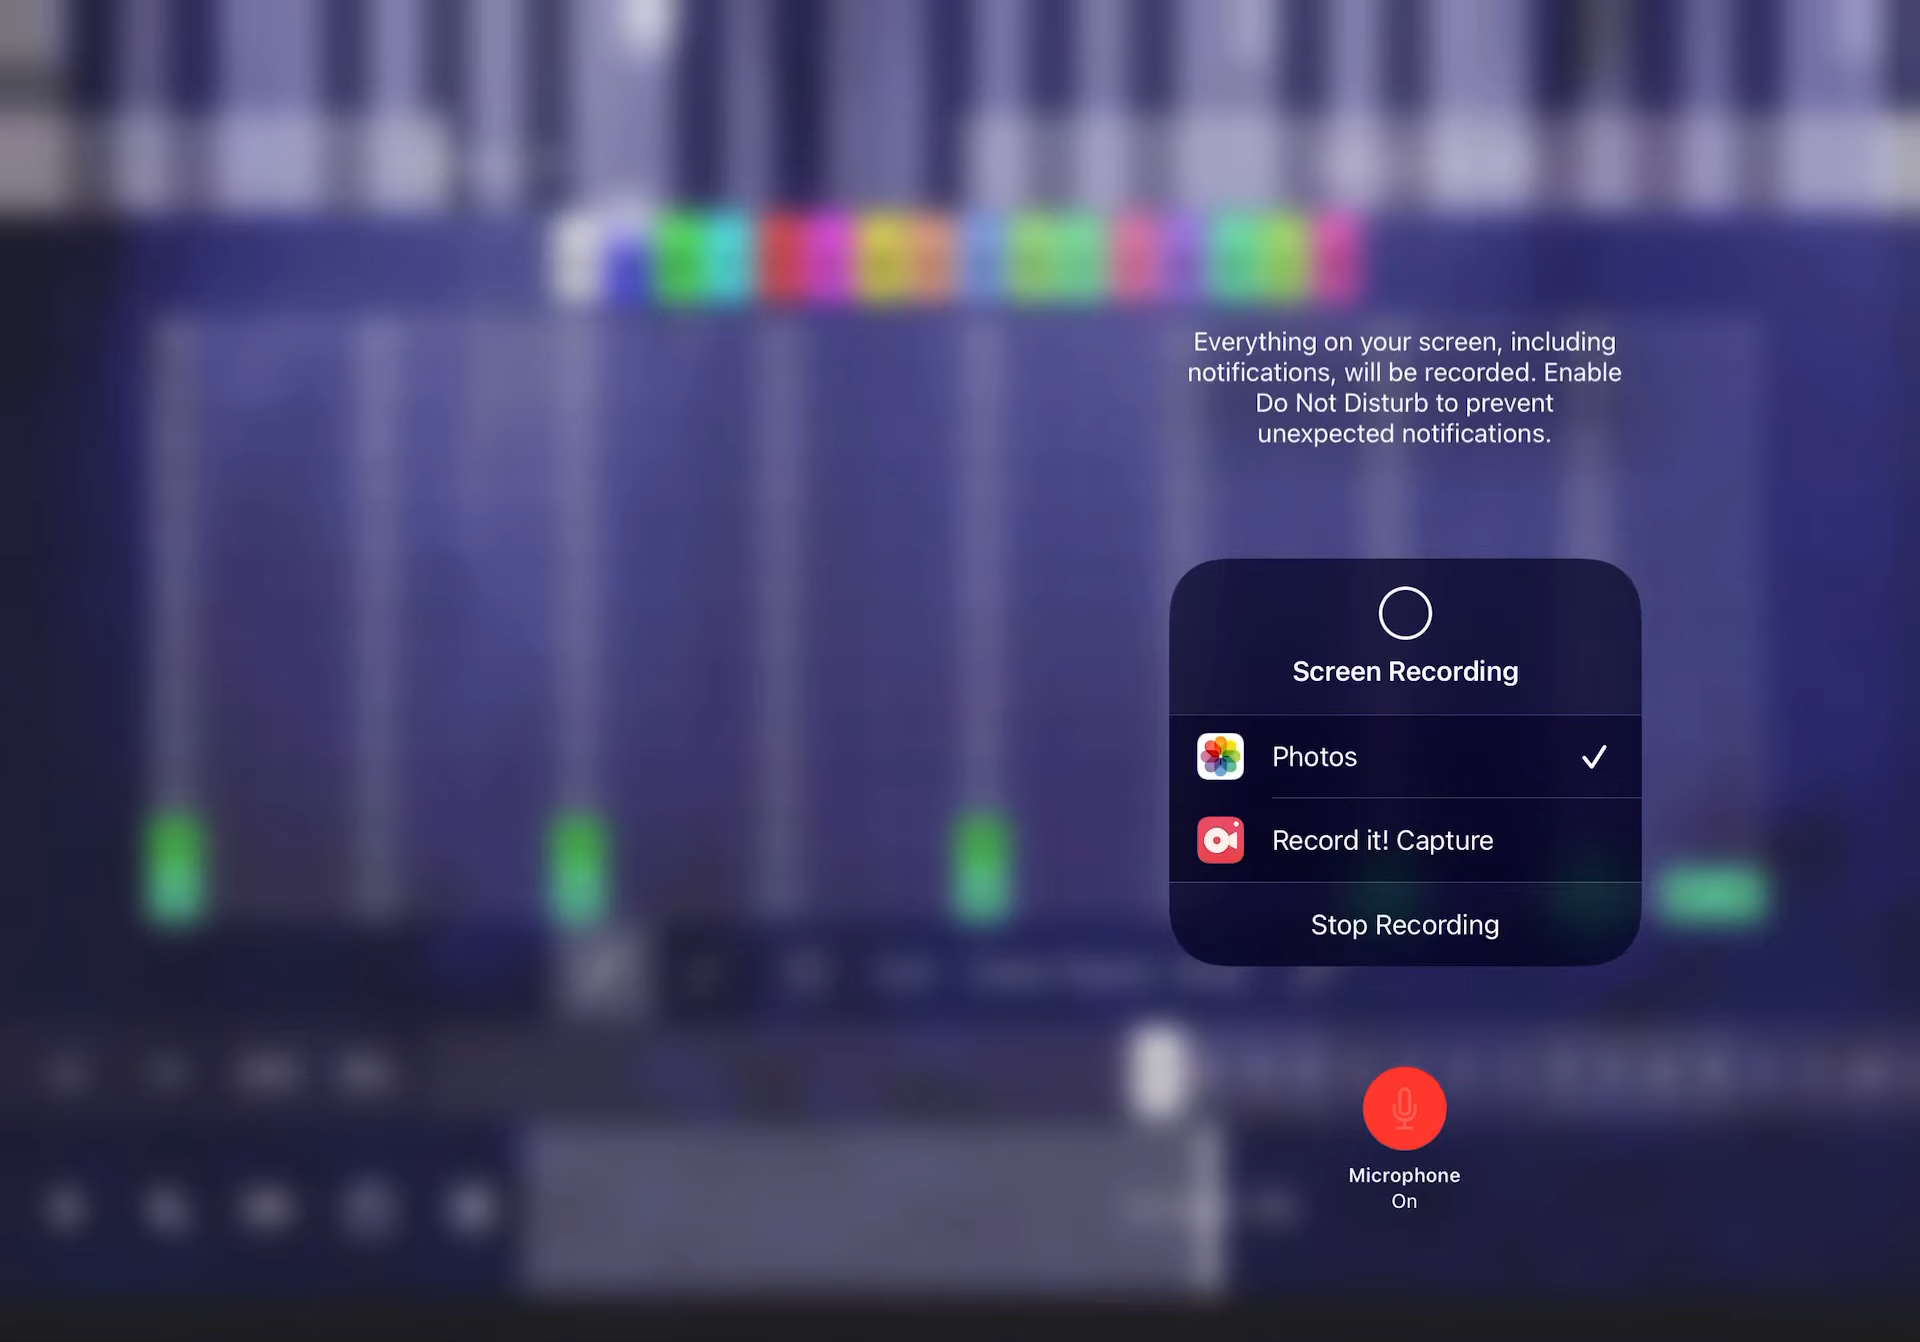 Everything on your screen, including
notifications, will be recorded. Enable
Do Not Disturb to prevent
unexpected notifications.
Screen Recording
Photos
Record it! Capture
Stop Recording
Microphone
On